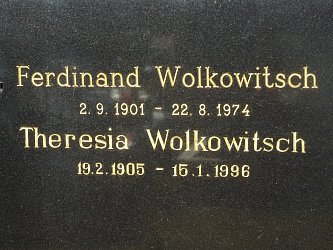 Ferdinand Wolkowitsch
2. 9. 1901 - 22. 8. 1974
Theresia Wolkowitsch
19.2. 1905 - 15.1. 1996